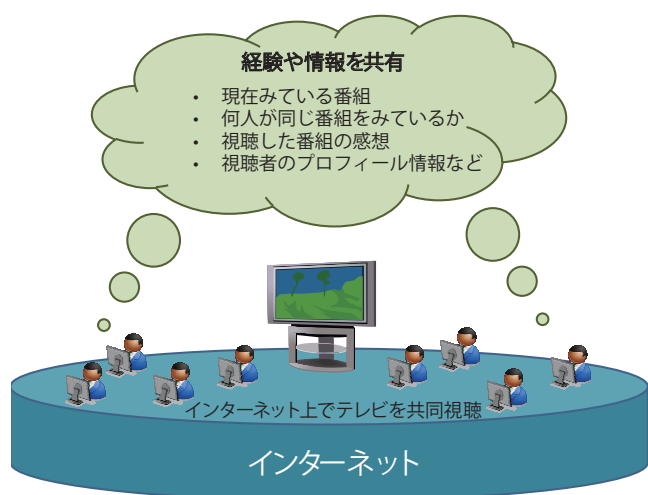 経験や情報を共有
• 現在みている番組
• 何人が同じ番組をみているか
• 視聴した番組の感想
• 視聴者のプロフィール情報など
インターネット上でテレビを共同視聴
インターネット